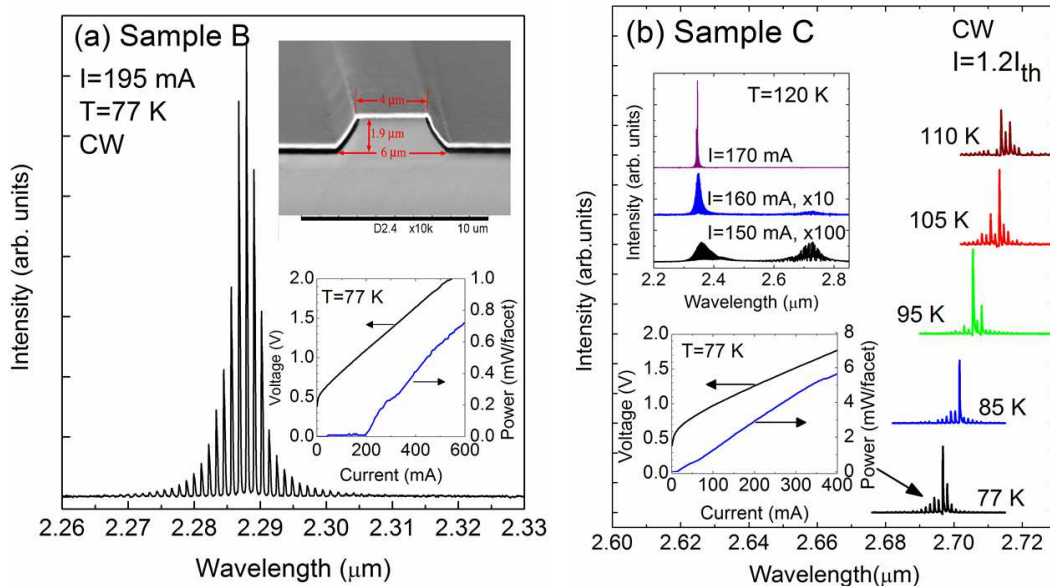 (a) Sample B
I=195 mA
T=77 K
CW
4 μm
1.9 μm
6 μm
D2.4 x10k 10 um
T=77 K
2.0
1.5
1.0
0.5
0.0
1.0
0.8
0.6
0.4
0.2
0.0
0 200 400 600
Voltage (V)
Power (mW/facet)
Current (mA)
Intensity (arb. units)
2.26 2.27 2.28 2.29 2.30 2.31 2.32 2.33
Wavelength (μm)
(b) Sample C
CW
I=1.2I_th
T=120 K
I=170 mA
I=160 mA, x10
I=150 mA, x100
Intensity (arb. units)
2.2 2.4 2.6 2.8
Wavelength (μm)
T=77 K
2.0
1.5
1.0
0.5
0.0
8
6
4
2
0
0 100 200 300 400
Voltage (V)
Power (mW/facet)
Current (mA)
110 K
105 K
95 K
85 K
77 K
Intensity (arb.units)
2.60 2.62 2.64 2.66 2.68 2.70 2.72
Wavelength(μm)